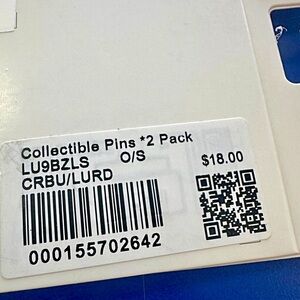 Collectible Pins *2 Pack
LU9BZLS O/S
$18.00
CRBU/LURD
000155702642